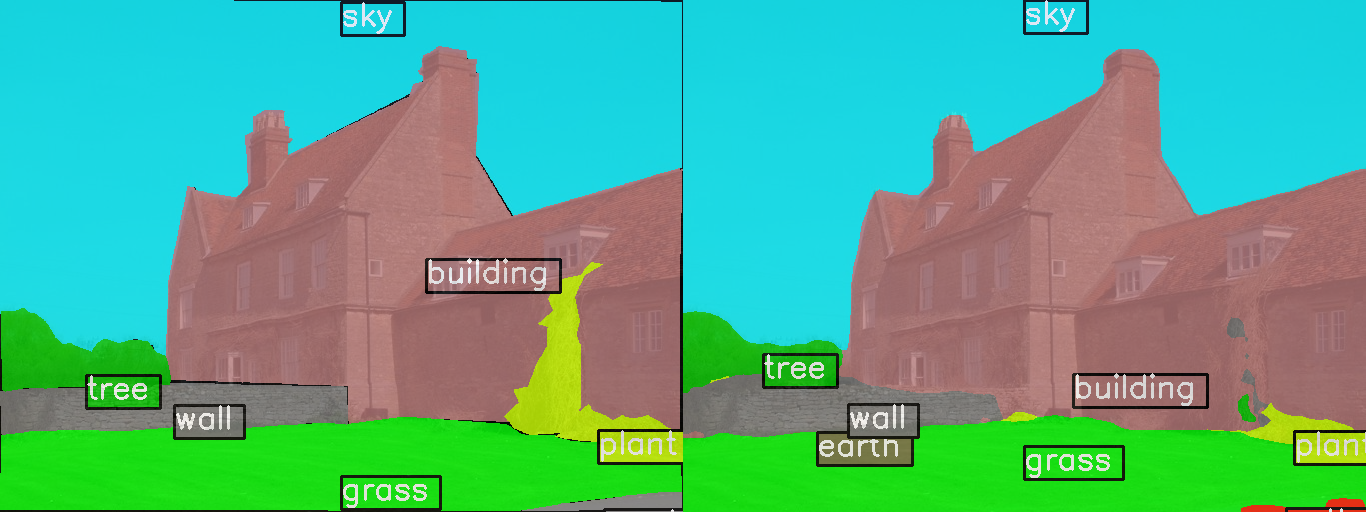 sky
building
tree
wall
plant
grass
sky
tree
building
wall
earth
plant
grass